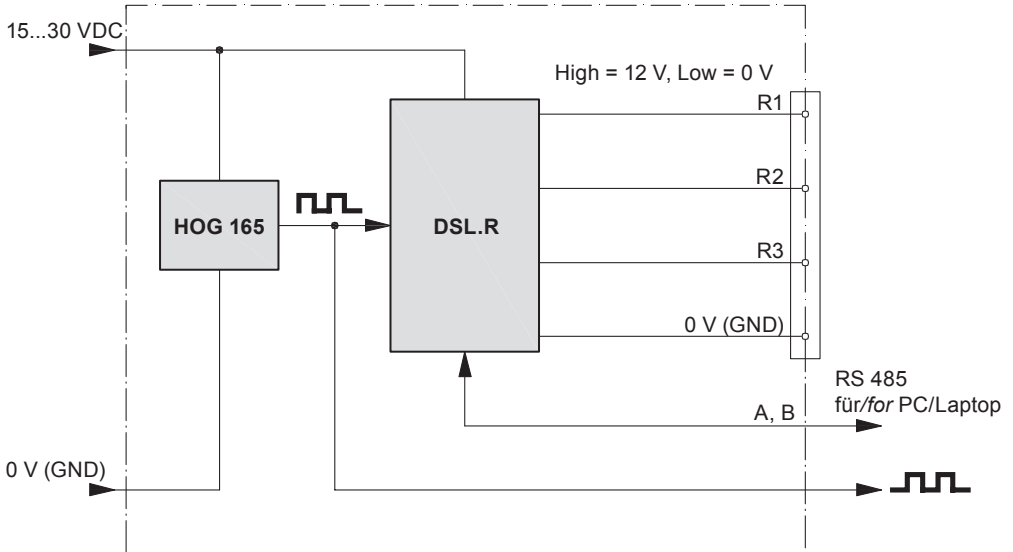 15...30 VDC
High = 12 V, Low = 0 V
R1
R2
HOG 165
DSL.R
R3
0 V (GND)
RS 485
für/for PC/Laptop
A, B
0 V (GND)